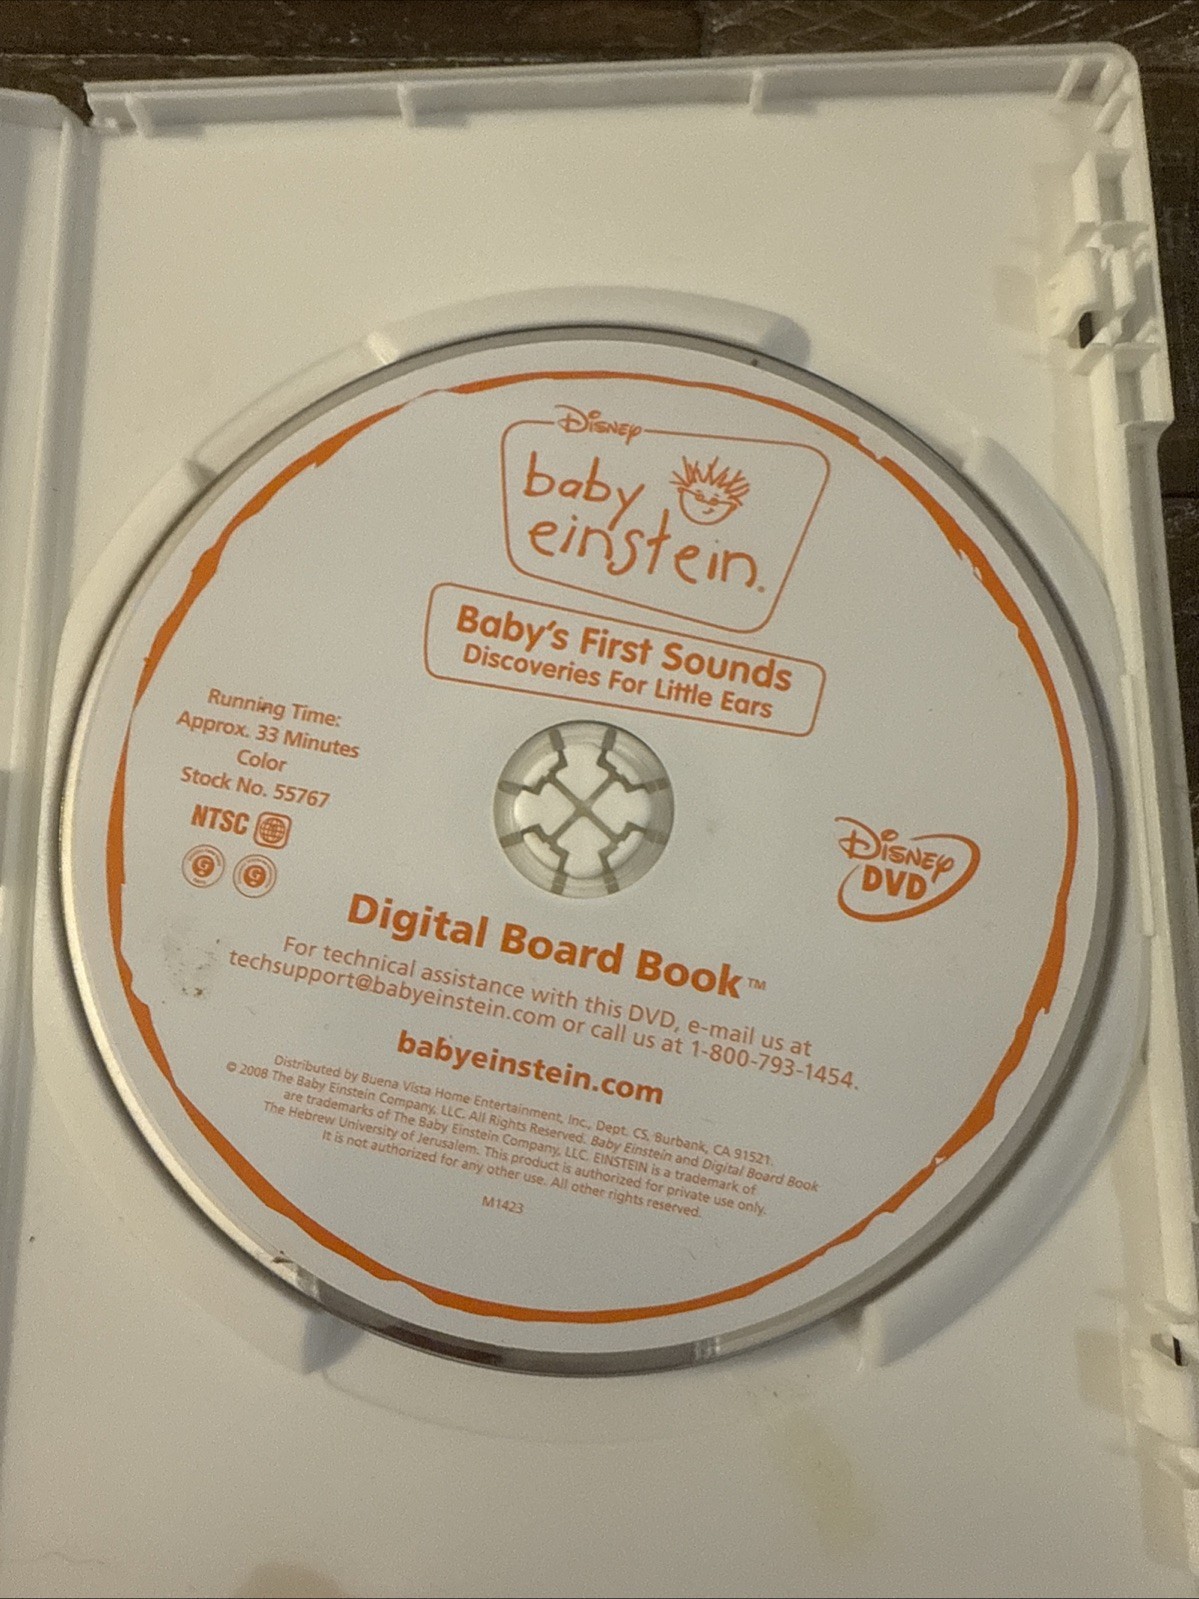 Disney
baby
einstein.
Baby's First Sounds
Discoveries For Little Ears
Running Time:
Approx. 33 Minutes
Color
Stock No. 55767
NTSC
G G
Disney
DVD
Digital Board Book™
For technical assistance with this DVD, e-mail us at
techsupport@babyeinstein.com or call us at 1-800-793-1454.
babyeinstein.com
Distributed by Buena Vista Home Entertainment, Inc., Dept. CS, Burbank, CA 91521.
© 2008 The Baby Einstein Company, LLC. All Rights Reserved. Baby Einstein and Digital Board Book
are trademarks of The Baby Einstein Company, LLC. EINSTEIN is a trademark of
The Hebrew University of Jerusalem. This product is authorized for private use only.
It is not authorized for any other use. All other rights reserved.
M1423